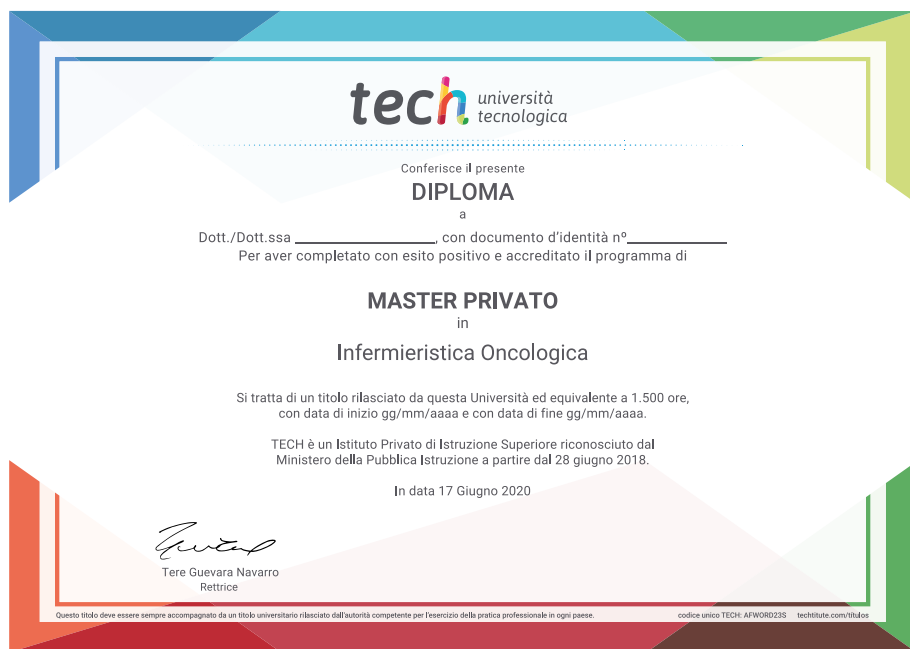 tech università
tecnologica
Conferisce il presente
DIPLOMA
a
Dott./Dott.ssa ________________, con documento d'identità nº____________
Per aver completato con esito positivo e accreditato il programma di
MASTER PRIVATO
in
Infermieristica Oncologica
Si tratta di un titolo rilasciato da questa Università ed equivalente a 1.500 ore,
con data di inizio gg/mm/aaaa e con data di fine gg/mm/aaaa.
TECH è un Istituto Privato di Istruzione Superiore riconosciuto dal
Ministero della Pubblica Istruzione a partire dal 28 giugno 2018.
In data 17 Giugno 2020
Tere Guevara Navarro
Rettrice
Questo titolo deve essere sempre accompagnato da un titolo universitario rilasciato dall'autorità competente per l'esercizio della pratica professionale in ogni paese. codice unico TECH: AFWORD23S techtitute.com/titulos